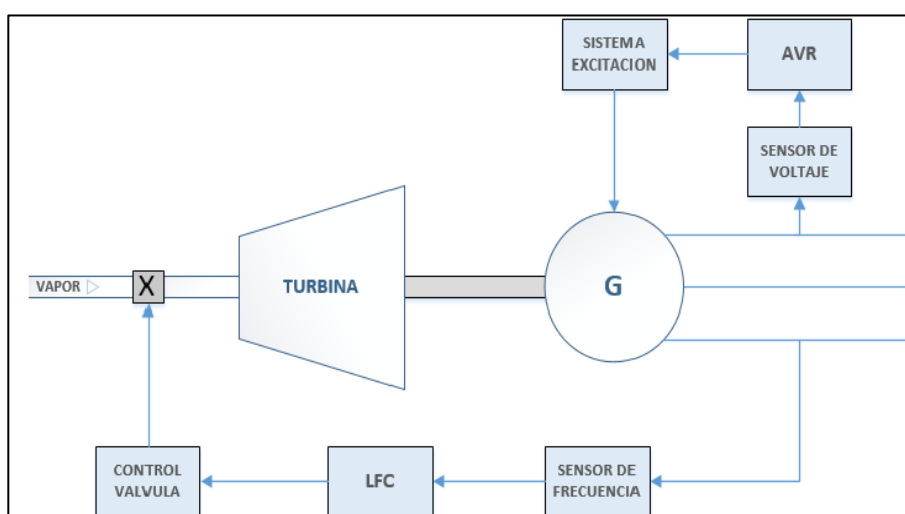 SISTEMA
EXCITACION
AVR
SENSOR DE
VOLTAJE
VAPOR
X
TURBINA
G
CONTROL
VALVULA
LFC
SENSOR DE
FRECUENCIA